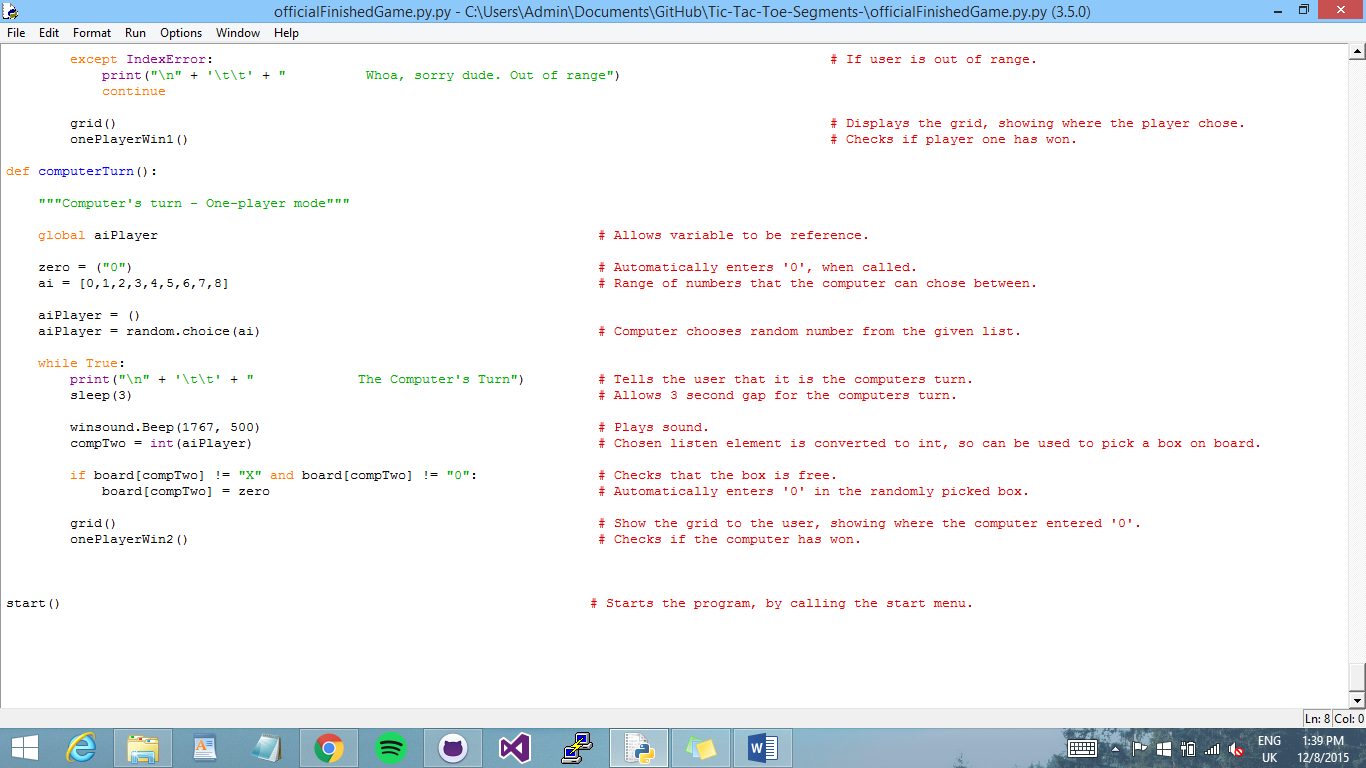 officialFinishedGame.py.py - C:\Users\Admin\Documents\GitHub\Tic-Tac-Toe-Segments-\officialFinishedGame.py.py (3.5.0)
File Edit Format Run Options Window Help
except IndexError: # If user is out of range.
print("\n" + '\t\t' + " Whoa, sorry dude. Out of range")
continue
grid() # Displays the grid, showing where the player chose.
onePlayerWin1() # Checks if player one has won.
def computerTurn():
"""Computer's turn - One-player mode"""
global aiPlayer # Allows variable to be reference.
zero = ("0") # Automatically enters '0', when called.
ai = [0,1,2,3,4,5,6,7,8] # Range of numbers that the computer can chose between.
aiPlayer = ()
aiPlayer = random.choice(ai) # Computer chooses random number from the given list.
while True:
print("\n" + '\t\t' + " The Computer's Turn") # Tells the user that it is the computers turn.
sleep(3) # Allows 3 second gap for the computers turn.
winsound.Beep(1767, 500) # Plays sound.
compTwo = int(aiPlayer) # Chosen listen element is converted to int, so can be used to pick a box on board.
if board[compTwo] != "X" and board[compTwo] != "0": # Checks that the box is free.
board[compTwo] = zero # Automatically enters '0' in the randomly picked box.
grid() # Show the grid to the user, showing where the computer entered '0'.
onePlayerWin2() # Checks if the computer has won.
start() # Starts the program, by calling the start menu.
Ln: 8 Col: 0
ENG 1:39 PM
UK 12/8/2015